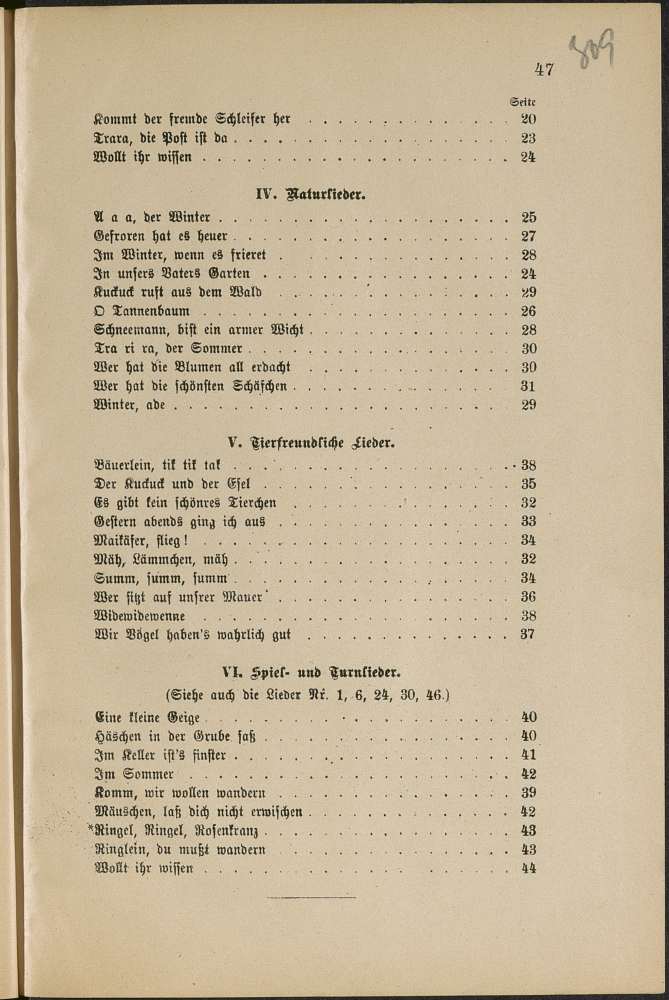 309
47
Seite
Kommt der fremde Schleifer her . . . . . . . . . . . . . 20
Trara, die Post ist da . . . . . . . . . . . . . . . . . . 23
Wollt ihr wissen . . . . . . . . . . . . . . . . . . . . 24
IV. Naturlieder.
A a a, der Winter . . . . . . . . . . . . . . . . . . . 25
Gefroren hat es heuer . . . . . . . . . . . . . . . . . . 27
Im Winter, wenn es frieret . . . . . . . . . . . . . . . 28
In unsers Vaters Garten . . . . . . . . . . . . . . . . 24
Kuckuck ruft aus dem Wald . . . . . . . . . . . . . . . 29
O Tannenbaum . . . . . . . . . . . . . . . . . . . . 26
Schneemann, bist ein armer Wicht . . . . . . . . . . . . . 28
Tra ri ra, der Sommer . . . . . . . . . . . . . . . . . 30
Wer hat die Blumen all erdacht . . . . . . . . . . . . . 30
Wer hat die schönsten Schäfchen . . . . . . . . . . . . . . 31
Winter, ade . . . . . . . . . . . . . . . . . . . . . . 29
V. Tierfreundliche Lieder.
Bäuerlein, tik tik tak . . . . . . . . . . . . . . . . . . 38
Der Kuckuck und der Esel . . . . . . . . . . . . . . . . 35
Es gibt kein schönres Tierchen . . . . . . . . . . . . . . 32
Gestern abends ging ich aus . . . . . . . . . . . . . . . 33
Maikäfer, flieg! . . . . . . . . . . . . . . . . . . . . 34
Mäh, Lämmchen, mäh . . . . . . . . . . . . . . . . . . 32
Summ, summ, summ . . . . . . . . . . . . . . . . . . 34
Wer sitzt auf unsrer Mauer . . . . . . . . . . . . . . . 36
Widewidewenne . . . . . . . . . . . . . . . . . . . . 38
Wir Vögel haben's wahrlich gut . . . . . . . . . . . . . 37
VI. Spiel- und Turnlieder.
(Siehe auch die Lieder Nr. 1, 6, 24, 30, 46.)
Eine kleine Geige . . . . . . . . . . . . . . . . . . . . 40
Häschen in der Grube saß . . . . . . . . . . . . . . . . 40
Im Keller ist's finster . . . . . . . . . . . . . . . . . . 41
Im Sommer . . . . . . . . . . . . . . . . . . . . . 42
Komm, wir wollen wandern . . . . . . . . . . . . . . . 39
Mäuschen, laß dich nicht erwischen . . . . . . . . . . . . . 42
*Ringel, Ringel, Rosenkranz . . . . . . . . . . . . . . . . 43
Ringlein, du mußt wandern . . . . . . . . . . . . . . . 43
Wollt ihr wissen . . . . . . . . . . . . . . . . . . . . 44